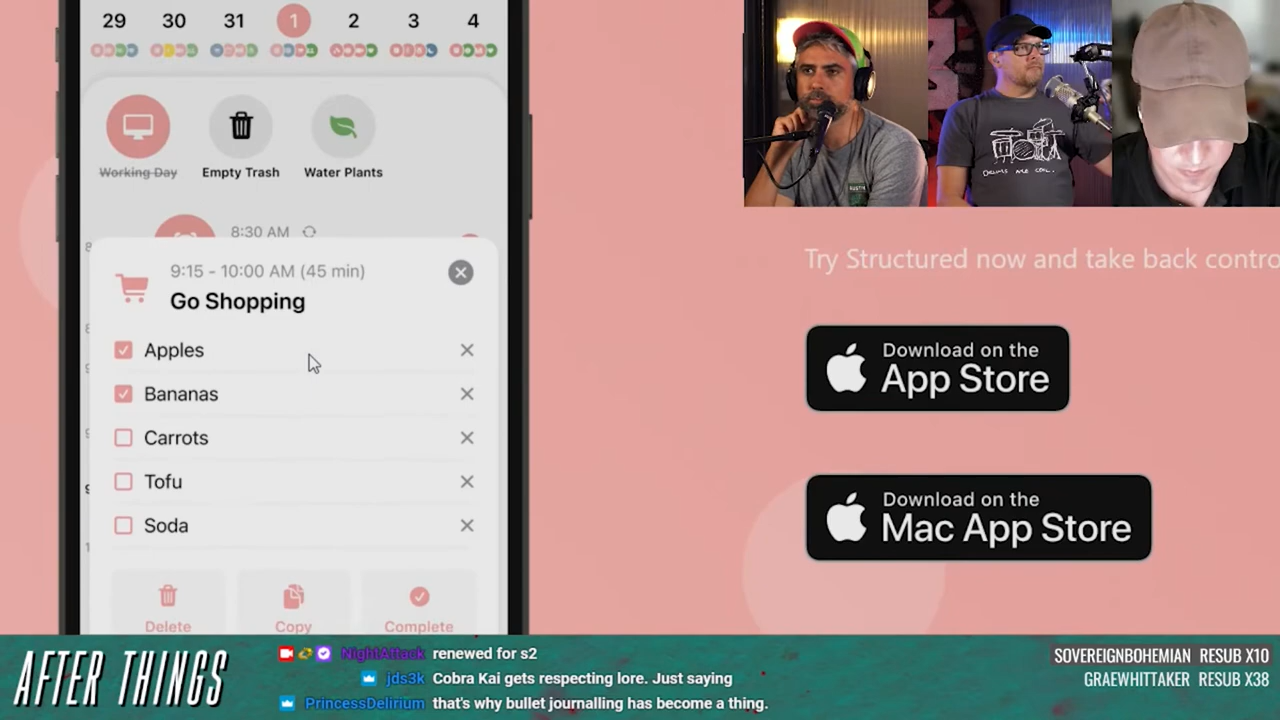 29 30 31 1 2 3 4
Working Day Empty Trash Water Plants
8:30 AM
9:15 - 10:00 AM (45 min)
Go Shopping
Apples
Bananas
Carrots
Tofu
Soda
Delete Copy Complete
DRUMS ARE COOL.
Try Structured now and take back contro
Download on the
App Store
Download on the
Mac App Store
AFTER THINGS
NightAttack renewed for s2
jds3k Cobra Kai gets respecting lore. Just saying
PrincessDelirium that's why bullet journalling has become a thing.
SOVEREIGNBOHEMIAN RESUB X10
GRAEWHITTAKER RESUB X38